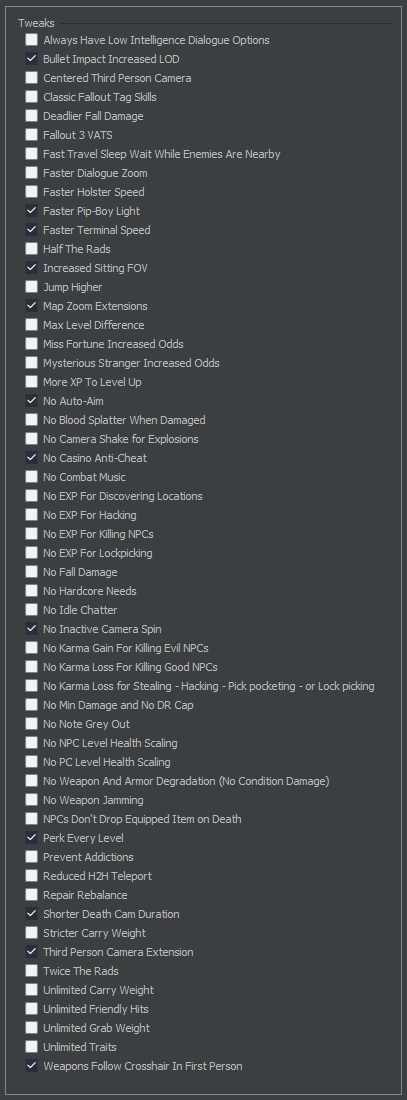 Tweaks
Always Have Low Intelligence Dialogue Options
Bullet Impact Increased LOD
Centered Third Person Camera
Classic Fallout Tag Skills
Deadlier Fall Damage
Fallout 3 VATS
Fast Travel Sleep Wait While Enemies Are Nearby
Faster Dialogue Zoom
Faster Holster Speed
Faster Pip-Boy Light
Faster Terminal Speed
Half The Rads
Increased Sitting FOV
Jump Higher
Map Zoom Extensions
Max Level Difference
Miss Fortune Increased Odds
Mysterious Stranger Increased Odds
More XP To Level Up
No Auto-Aim
No Blood Splatter When Damaged
No Camera Shake for Explosions
No Casino Anti-Cheat
No Combat Music
No EXP For Discovering Locations
No EXP For Hacking
No EXP For Killing NPCs
No EXP For Lockpicking
No Fall Damage
No Hardcore Needs
No Idle Chatter
No Inactive Camera Spin
No Karma Gain For Killing Evil NPCs
No Karma Loss For Killing Good NPCs
No Karma Loss for Stealing - Hacking - Pick pocketing - or Lock picking
No Min Damage and No DR Cap
No Note Grey Out
No NPC Level Health Scaling
No PC Level Health Scaling
No Weapon And Armor Degradation (No Condition Damage)
No Weapon Jamming
NPCs Don't Drop Equipped Item on Death
Perk Every Level
Prevent Addictions
Reduced H2H Teleport
Repair Rebalance
Shorter Death Cam Duration
Stricter Carry Weight
Third Person Camera Extension
Twice The Rads
Unlimited Carry Weight
Unlimited Friendly Hits
Unlimited Grab Weight
Unlimited Traits
Weapons Follow Crosshair In First Person